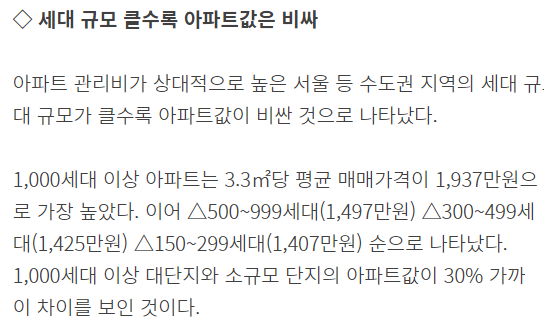 ◇ 세대 규모 클수록 아파트값은 비싸
아파트 관리비가 상대적으로 높은 서울 등 수도권 지역의 세대 규
대 규모가 클수록 아파트값이 비싼 것으로 나타났다.
1,000세대 이상 아파트는 3.3㎡당 평균 매매가격이 1,937만원으
로 가장 높았다. 이어 △500~999세대(1,497만원) △300~499세
대(1,425만원) △150~299세대(1,407만원) 순으로 나타났다.
1,000세대 이상 대단지와 소규모 단지의 아파트값이 30% 가까
이 차이를 보인 것이다.